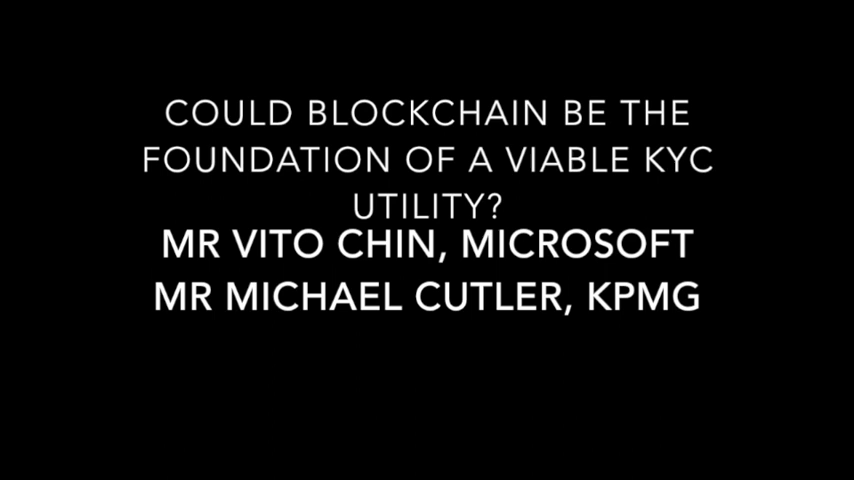 COULD BLOCKCHAIN BE THE
FOUNDATION OF A VIABLE KYC
UTILITY?
MR VITO CHIN, MICROSOFT
MR MICHAEL CUTLER, KPMG